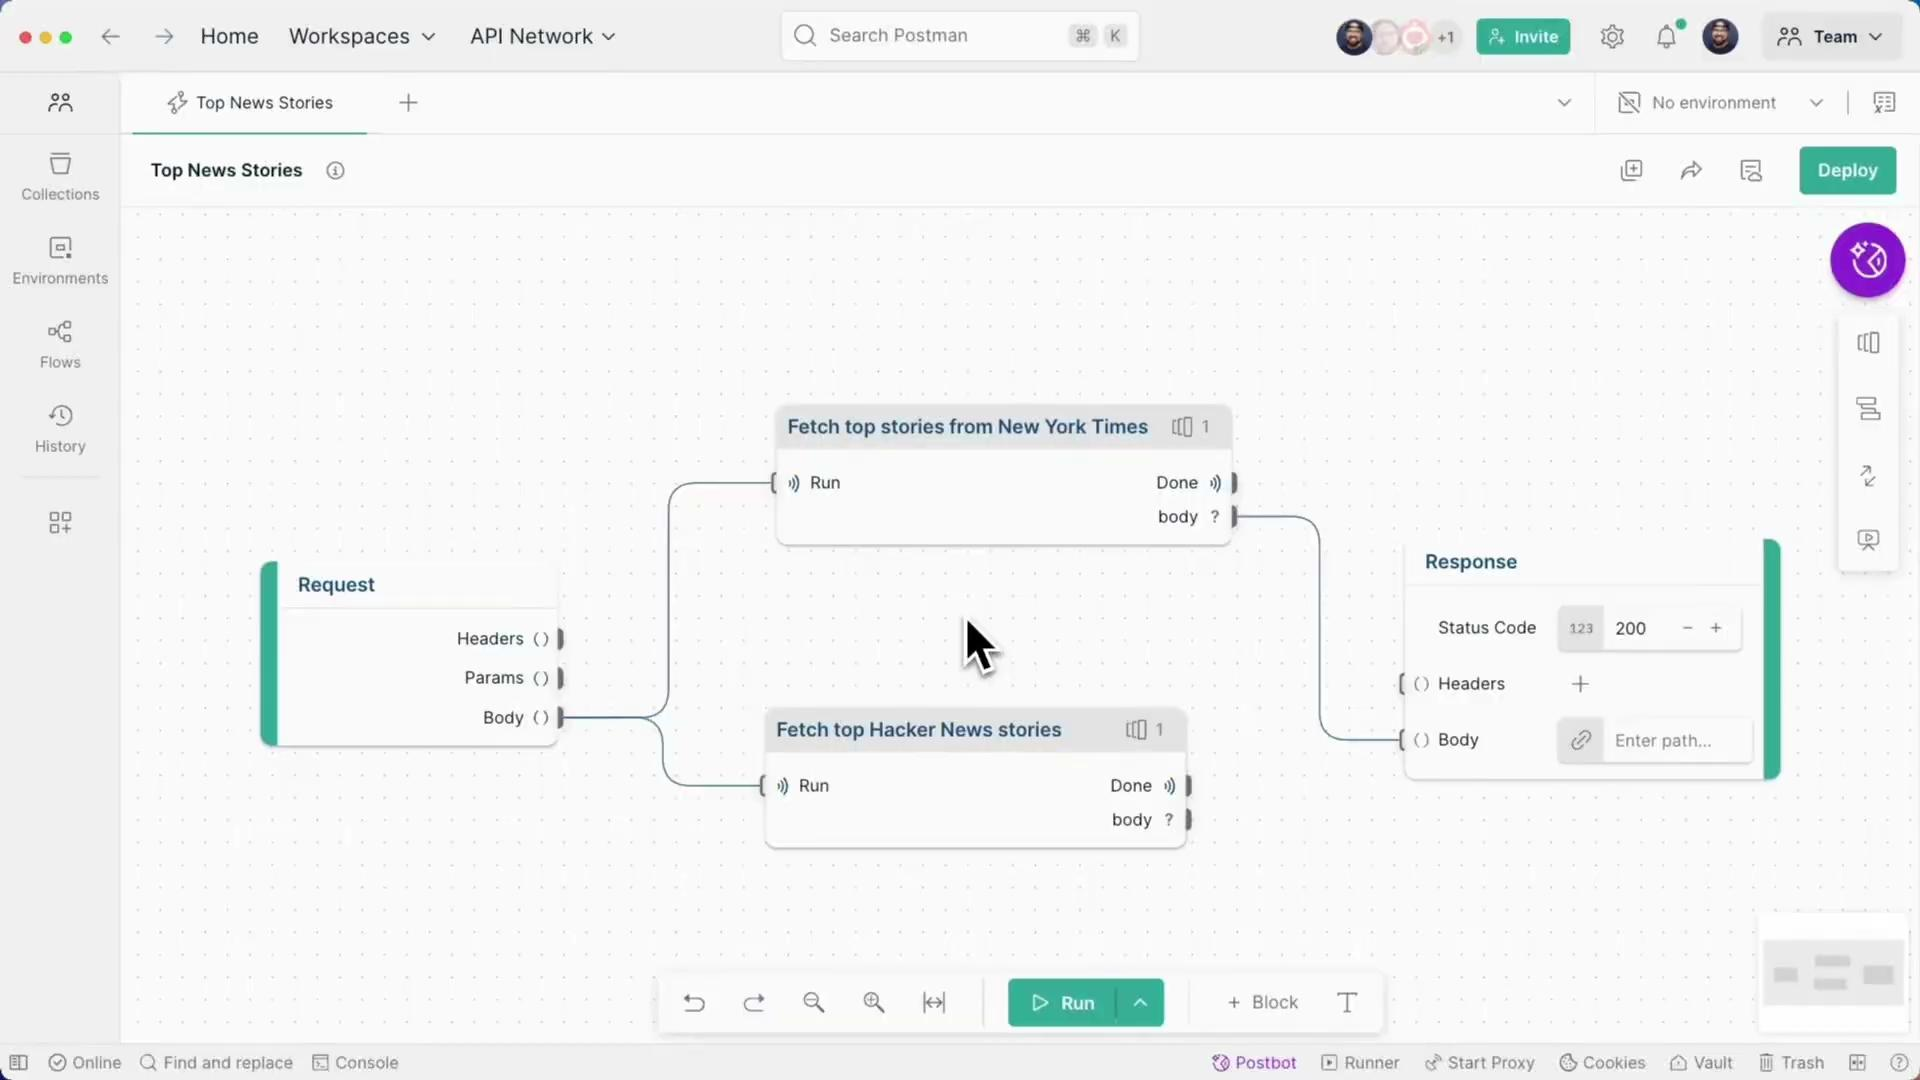 Home
Workspaces
API Network
Search Postman
⌘ K
+1
Invite
Team
Top News Stories
No environment
Top News Stories
Deploy
Collections
Environments
Flows
History
Fetch top stories from New York Times 1
Run
Done
body ?
Request
Headers ()
Params ()
Body ()
Fetch top Hacker News stories 1
Run
Done
body ?
Response
Status Code 123 200 − +
() Headers +
() Body Enter path...
Run
+ Block
T
Online
Find and replace
Console
Postbot
Runner
Start Proxy
Cookies
Vault
Trash
?